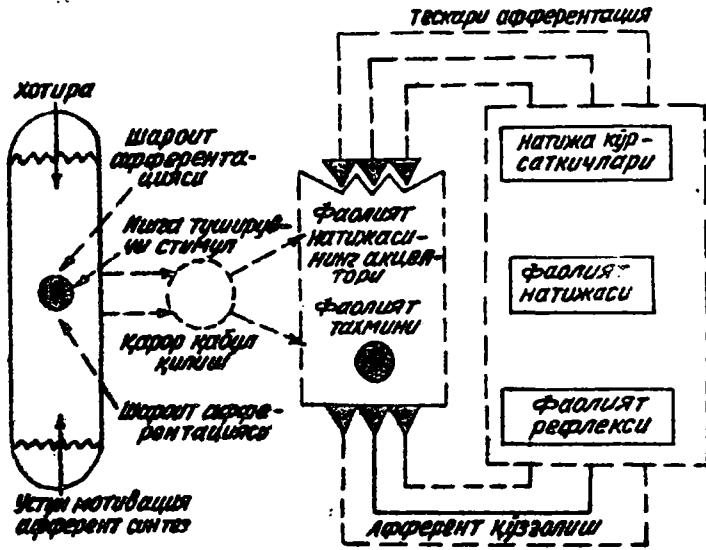 Тескари афферентация
хотира
Шароит
афферента-
цияси
Ишга туширув-
чи стимул
қарор қабул
қилиш
Шароит аффе-
рентацияси
Устун мотивация
афферент синтез
Фаолият
натижаси-
нинг акцеп-
тори
Фаолият
тахмини
натижа кўр-
саткичлари
фаолият
натижаси
фаолият
рефлекси
Афферент қўзғолиш